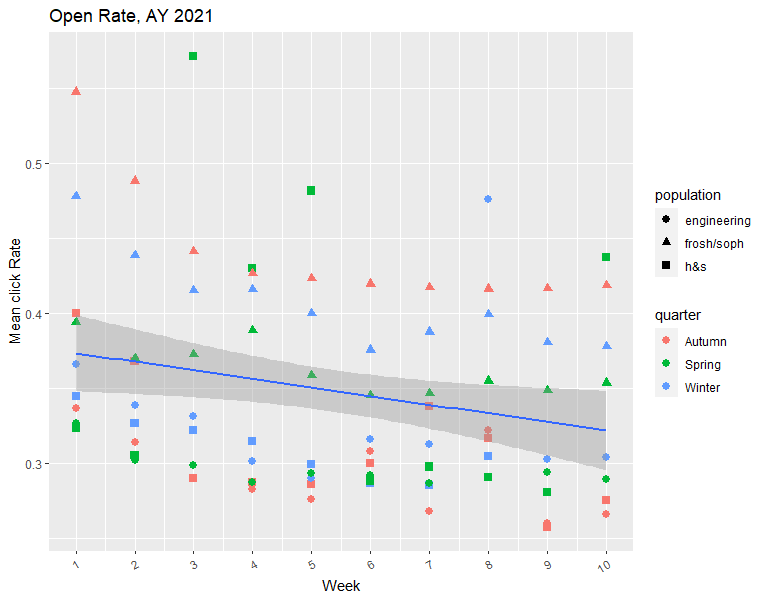 Open Rate, AY 2021
Mean click Rate
0.5
0.4
0.3
1 2 3 4 5 6 7 8 9 10
Week
population
engineering
frosh/soph
h&s
quarter
Autumn
Spring
Winter